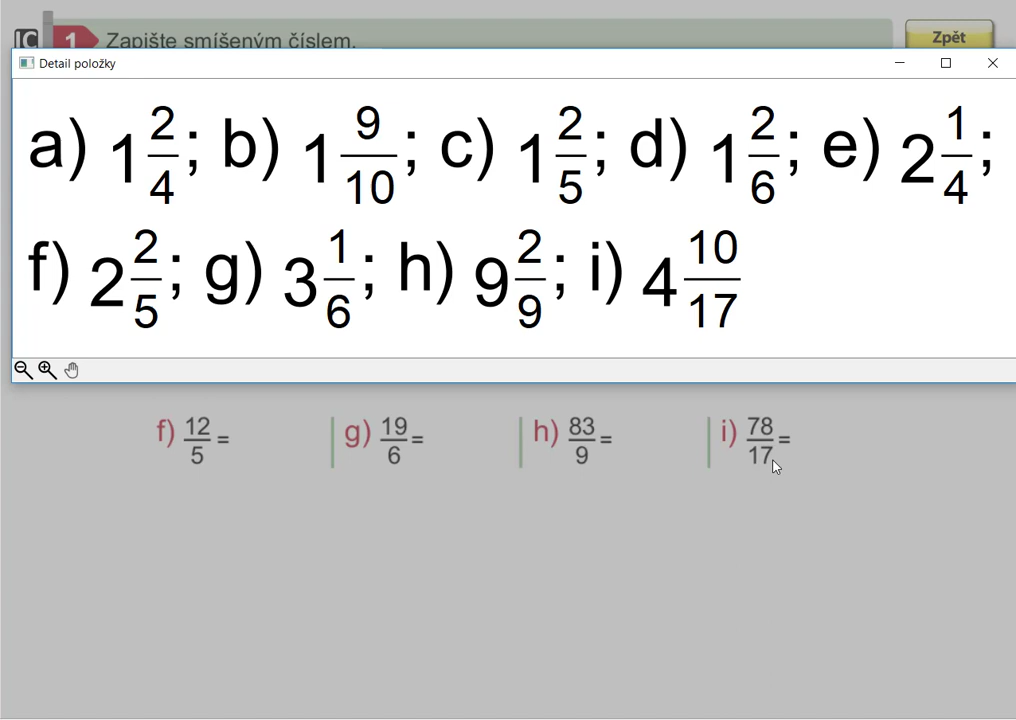 1 Zapište smíšeným číslem. Zpět
Detail položky
a) 1 2/4; b) 1 9/10; c) 1 2/5; d) 1 2/6; e) 2 1/4;
f) 2 2/5; g) 3 1/6; h) 9 2/9; i) 4 10/17
f) 12/5 = g) 19/6 = h) 83/9 = i) 78/17 =